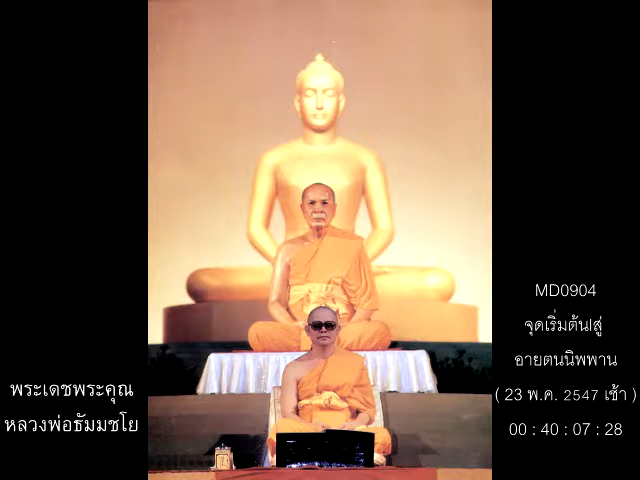 พระเดชพระคุณ
หลวงพ่อธัมมชโย
MD0904
จุดเริ่มต้นสู่
อายตนนิพพาน
( 23 พ.ค. 2547 เช้า )
00 : 40 : 07 : 28